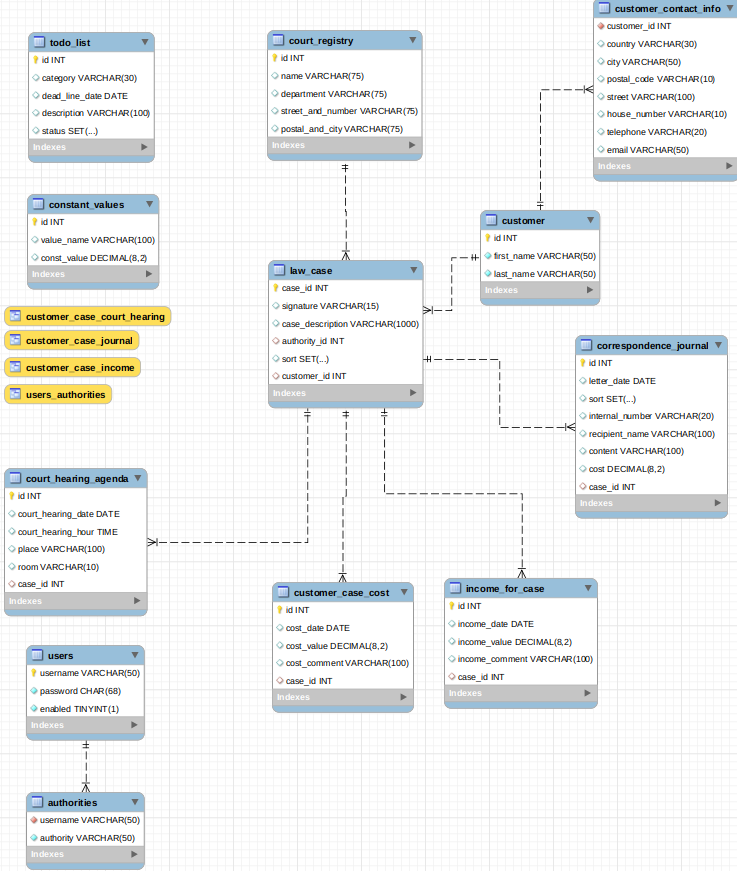 todo_list
id INT
category VARCHAR(30)
dead_line_date DATE
description VARCHAR(100)
status SET(...)
Indexes
court_registry
id INT
name VARCHAR(75)
department VARCHAR(75)
street_and_number VARCHAR(75)
postal_and_city VARCHAR(75)
Indexes
customer_contact_info
customer_id INT
country VARCHAR(30)
city VARCHAR(50)
postal_code VARCHAR(10)
street VARCHAR(100)
house_number VARCHAR(10)
telephone VARCHAR(20)
email VARCHAR(50)
Indexes
constant_values
id INT
value_name VARCHAR(100)
const_value DECIMAL(8,2)
Indexes
customer
id INT
first_name VARCHAR(50)
last_name VARCHAR(50)
Indexes
customer_case_court_hearing
customer_case_journal
customer_case_income
users_authorities
law_case
case_id INT
signature VARCHAR(15)
case_description VARCHAR(1000)
authority_id INT
sort SET(...)
customer_id INT
Indexes
correspondence_journal
id INT
letter_date DATE
sort SET(...)
internal_number VARCHAR(20)
recipient_name VARCHAR(100)
content VARCHAR(100)
cost DECIMAL(8,2)
case_id INT
Indexes
court_hearing_agenda
id INT
court_hearing_date DATE
court_hearing_hour TIME
place VARCHAR(100)
room VARCHAR(10)
case_id INT
Indexes
customer_case_cost
id INT
cost_date DATE
cost_value DECIMAL(8,2)
cost_comment VARCHAR(100)
case_id INT
Indexes
income_for_case
id INT
income_date DATE
income_value DECIMAL(8,2)
income_comment VARCHAR(100)
case_id INT
Indexes
users
username VARCHAR(50)
password CHAR(68)
enabled TINYINT(1)
Indexes
authorities
username VARCHAR(50)
authority VARCHAR(50)
Indexes